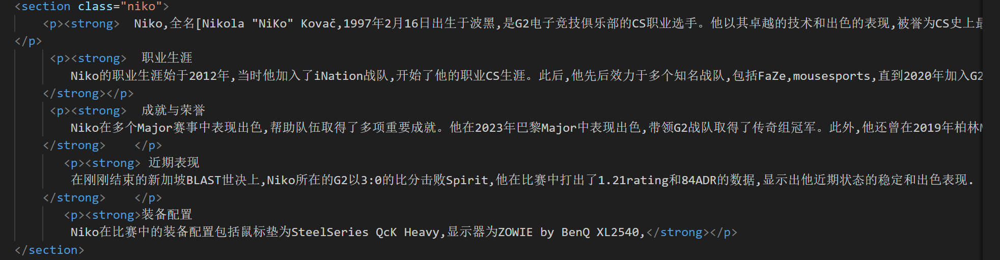 <section class="niko">
<p><strong>  Niko,全名[Nikola "NiKo" Kovač,1997年2月16日出生于波黑,是G2电子竞技俱乐部的CS职业选手。他以其卓越的技术和出色的表现,被誉为CS史上最
</p>
<p><strong>  职业生涯
Niko的职业生涯始于2012年,当时他加入了iNation战队,开始了他的职业CS生涯。此后,他先后效力于多个知名战队,包括FaZe,mousesports,直到2020年加入G2
</strong></p>
<p><strong>  成就与荣誉
Niko在多个Major赛事中表现出色,帮助队伍取得了多项重要成就。他在2023年巴黎Major中表现出色,带领G2战队取得了传奇组冠军。此外,他还曾在2019年柏林M
</strong>    </p>
<p><strong> 近期表现
在刚刚结束的新加坡BLAST世决上,Niko所在的G2以3:0的比分击败Spirit,他在比赛中打出了1.21rating和84ADR的数据,显示出他近期状态的稳定和出色表现.
</strong>    </p>
<p><strong>装备配置
Niko在比赛中的装备配置包括鼠标垫为SteelSeries QcK Heavy,显示器为ZOWIE by BenQ XL2540,</strong></p>
</section>